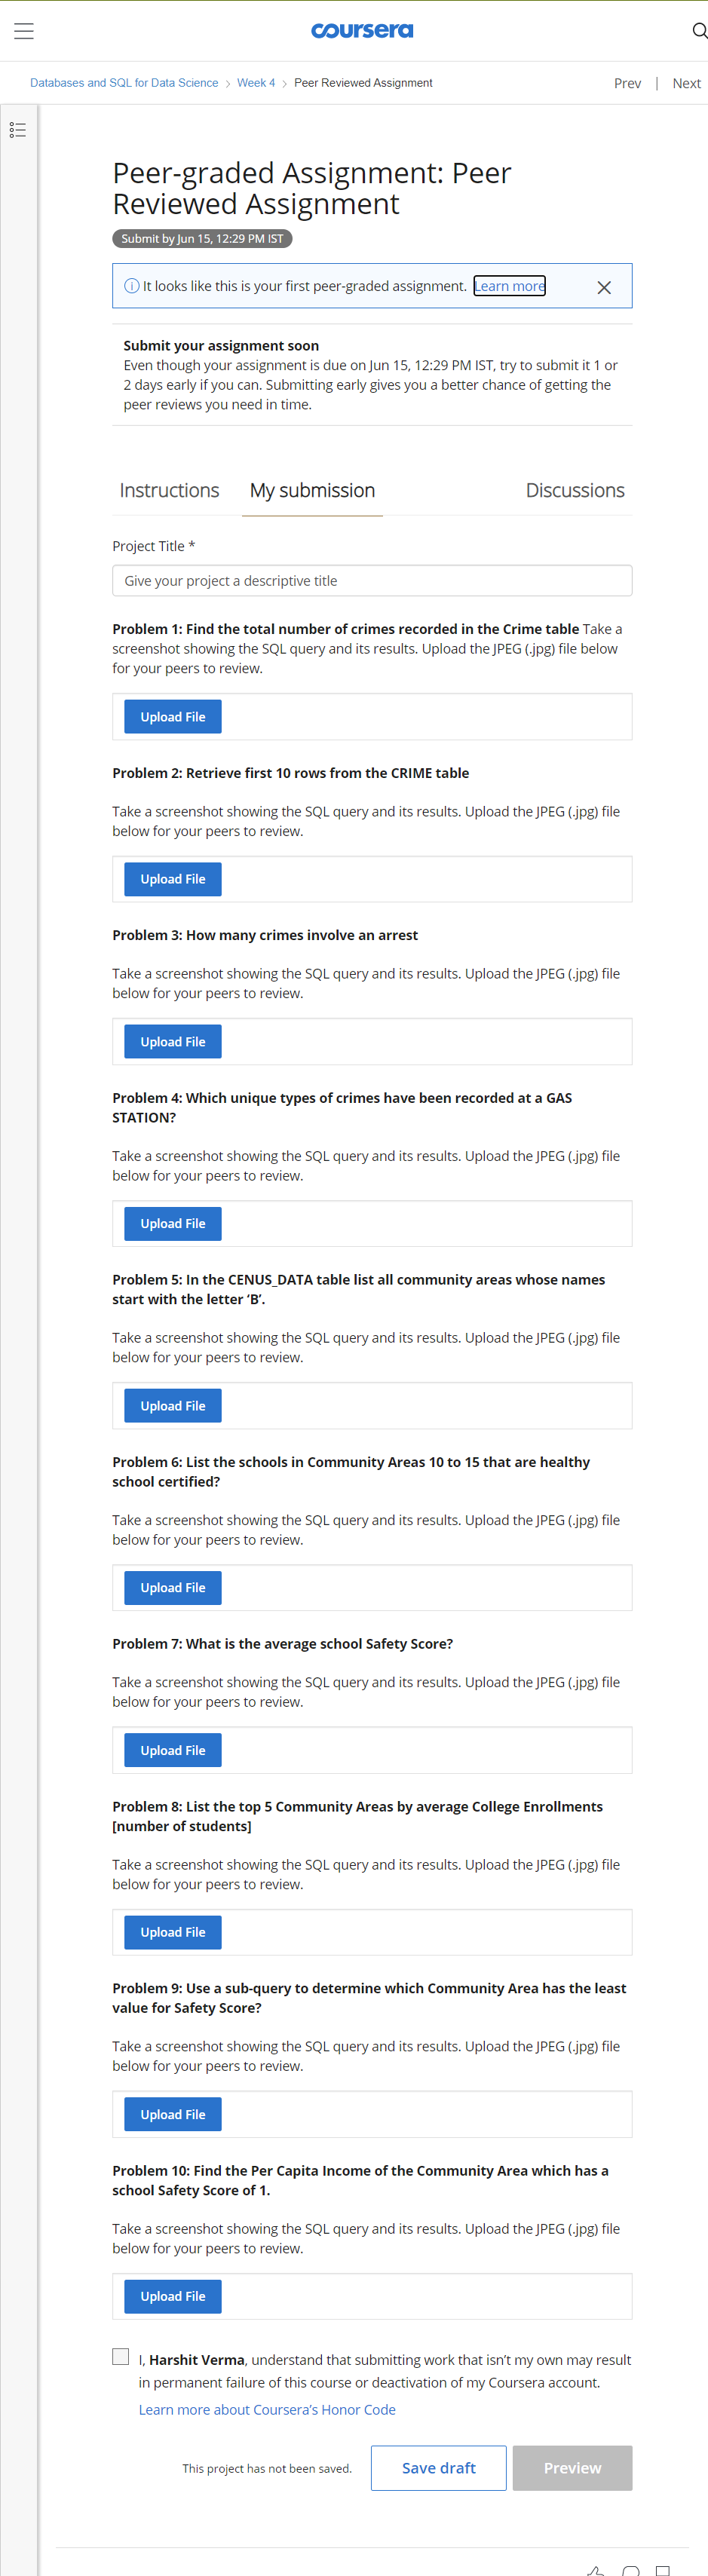 coursera
Databases and SQL for Data Science > Week 4 > Peer Reviewed Assignment
Prev | Next
Peer-graded Assignment: Peer
Reviewed Assignment
Submit by Jun 15, 12:29 PM IST
It looks like this is your first peer-graded assignment. Learn more
Submit your assignment soon
Even though your assignment is due on Jun 15, 12:29 PM IST, try to submit it 1 or
2 days early if you can. Submitting early gives you a better chance of getting the
peer reviews you need in time.
Instructions My submission Discussions
Project Title *
Give your project a descriptive title
Problem 1: Find the total number of crimes recorded in the Crime table Take a
screenshot showing the SQL query and its results. Upload the JPEG (.jpg) file below
for your peers to review.
Upload File
Problem 2: Retrieve first 10 rows from the CRIME table
Take a screenshot showing the SQL query and its results. Upload the JPEG (.jpg) file
below for your peers to review.
Upload File
Problem 3: How many crimes involve an arrest
Take a screenshot showing the SQL query and its results. Upload the JPEG (.jpg) file
below for your peers to review.
Upload File
Problem 4: Which unique types of crimes have been recorded at a GAS
STATION?
Take a screenshot showing the SQL query and its results. Upload the JPEG (.jpg) file
below for your peers to review.
Upload File
Problem 5: In the CENUS_DATA table list all community areas whose names
start with the letter ‘B’.
Take a screenshot showing the SQL query and its results. Upload the JPEG (.jpg) file
below for your peers to review.
Upload File
Problem 6: List the schools in Community Areas 10 to 15 that are healthy
school certified?
Take a screenshot showing the SQL query and its results. Upload the JPEG (.jpg) file
below for your peers to review.
Upload File
Problem 7: What is the average school Safety Score?
Take a screenshot showing the SQL query and its results. Upload the JPEG (.jpg) file
below for your peers to review.
Upload File
Problem 8: List the top 5 Community Areas by average College Enrollments
[number of students]
Take a screenshot showing the SQL query and its results. Upload the JPEG (.jpg) file
below for your peers to review.
Upload File
Problem 9: Use a sub-query to determine which Community Area has the least
value for Safety Score?
Take a screenshot showing the SQL query and its results. Upload the JPEG (.jpg) file
below for your peers to review.
Upload File
Problem 10: Find the Per Capita Income of the Community Area which has a
school Safety Score of 1.
Take a screenshot showing the SQL query and its results. Upload the JPEG (.jpg) file
below for your peers to review.
Upload File
I, Harshit Verma, understand that submitting work that isn’t my own may result
in permanent failure of this course or deactivation of my Coursera account.
Learn more about Coursera’s Honor Code
This project has not been saved. Save draft Preview